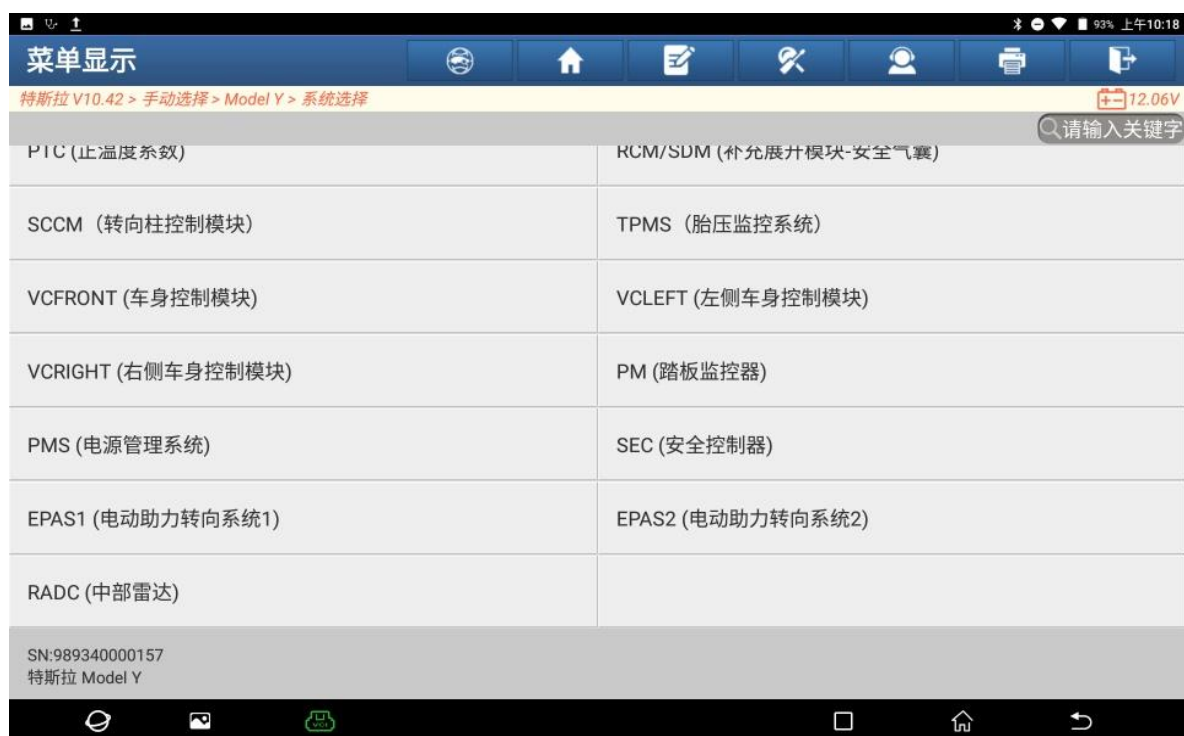 93% 上午10:18
菜单显示
特斯拉 V10.42 > 手动选择 > Model Y > 系统选择
12.06V
请输入关键字
PTC (正温度系数)
RCM/SDM (补充展开模块-安全气囊)
SCCM（转向柱控制模块）
TPMS（胎压监控系统）
VCFRONT (车身控制模块)
VCLEFT (左侧车身控制模块)
VCRIGHT (右侧车身控制模块)
PM (踏板监控器)
PMS (电源管理系统)
SEC (安全控制器)
EPAS1 (电动助力转向系统1)
EPAS2 (电动助力转向系统2)
RADC (中部雷达)
SN:989340000157
特斯拉 Model Y
VCI